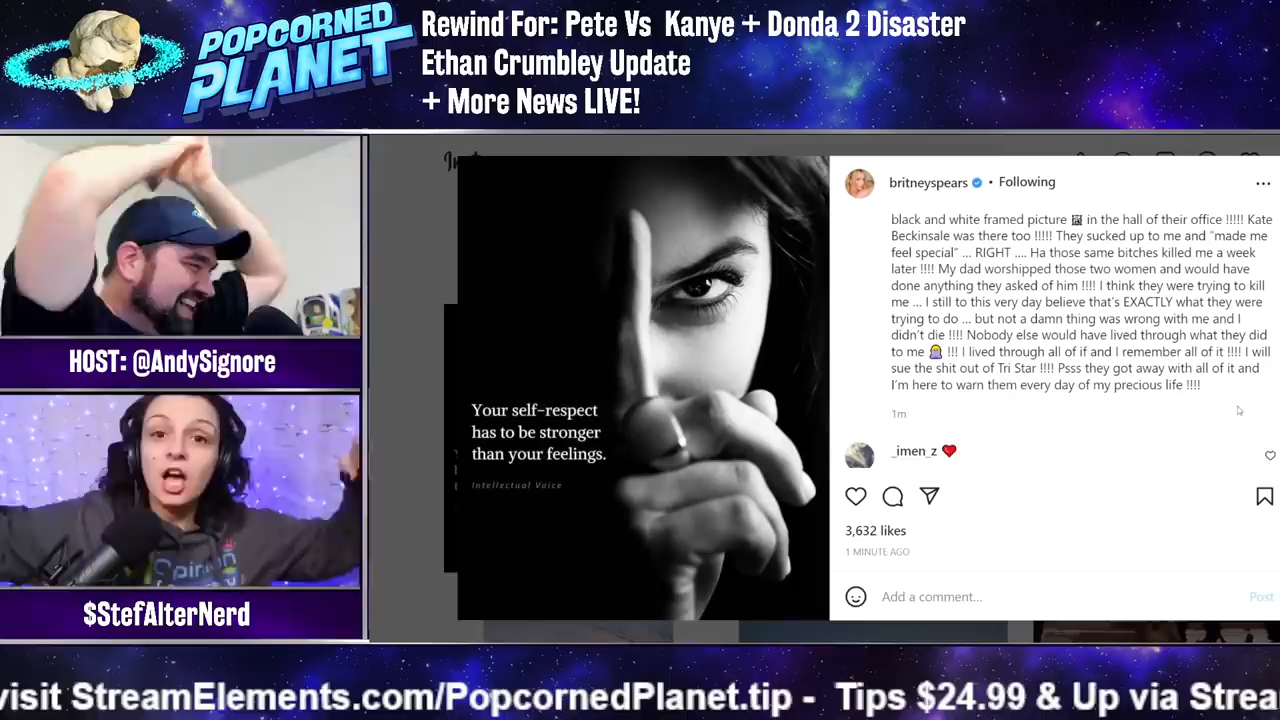 POPCORNED
PLANET
Rewind For: Pete Vs Kanye + Donda 2 Disaster
Ethan Crumbley Update
+ More News LIVE!
HOST: @AndySignore
$StefAlterNerd
Your self-respect
has to be stronger
than your feelings.
Intellectual Voice
britneyspears • Following
black and white framed picture 🖼 in the hall of their office !!!!! Kate
Beckinsale was there too !!!!! They sucked up to me and “made me
feel special” … RIGHT …. Ha those same bitches killed me a week
later !!!! My dad worshipped those two women and would have
done anything they asked of him !!!! I think they were trying to kill
me … I still to this very day believe that’s EXACTLY what they were
trying to do … but not a damn thing was wrong with me and I
didn’t die !!!! Nobody else would have lived through what they did
to me 🙍🏼‍♀️ !!! I lived through all of if and I remember all of it !!!! I will
sue the shit out of Tri Star !!!! Psss they got away with all of it and
I’m here to warn them every day of my precious life !!!!
1m
_imen_z ❤️
3,632 likes
1 MINUTE AGO
Add a comment…
Post
visit StreamElements.com/PopcornedPlanet.tip - Tips $24.99 & Up via Strea